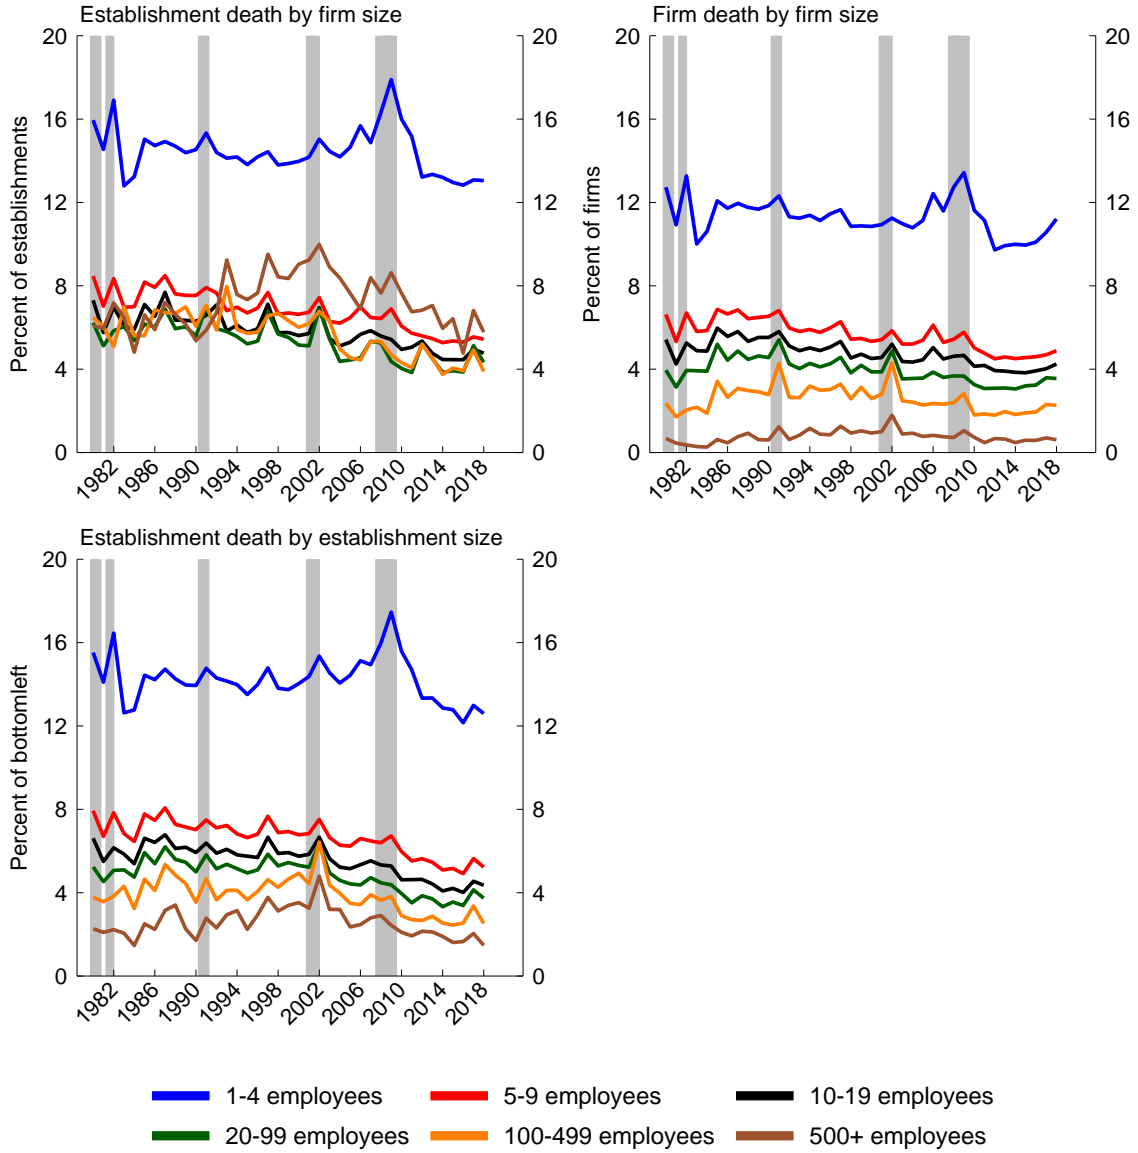 Establishment death by firm size
20 20
16 16
12 12
8 8
4 4
0 0
Percent of establishments
1982 1986 1990 1994 1998 2002 2006 2010 2014 2018
Firm death by firm size
20 20
16 16
12 12
8 8
4 4
0 0
Percent of firms
1982 1986 1990 1994 1998 2002 2006 2010 2014 2018
Establishment death by establishment size
20 20
16 16
12 12
8 8
4 4
0 0
Percent of bottomleft
1982 1986 1990 1994 1998 2002 2006 2010 2014 2018
1-4 employees 5-9 employees 10-19 employees
20-99 employees 100-499 employees 500+ employees